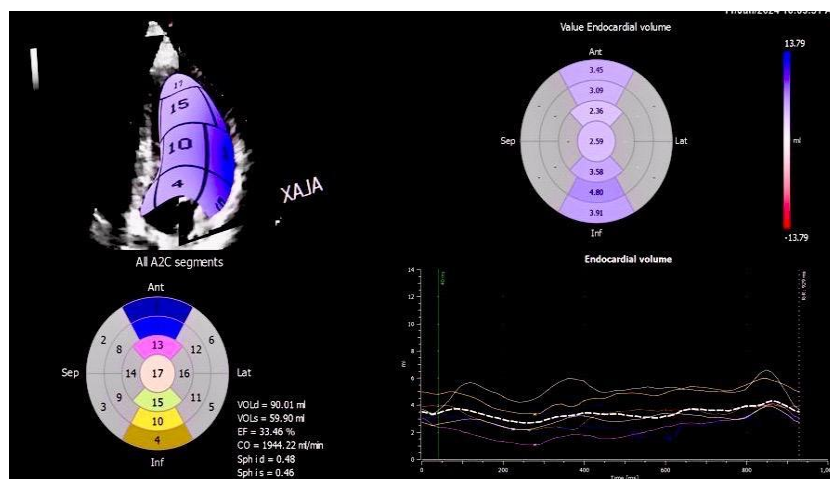 17
15
10
4
ALAX
Value Endocardial volume
Ant
3.45
3.09
2.36
Sep
2.59
Lat
3.58
4.80
3.91
Inf
13.79
ml
-13.79
All A2C segments
Ant
2
6
8
13
12
Sep
14
17
16
Lat
3
9
15
11
5
10
4
Inf
VOLd = 90.01 ml
VOLs = 59.90 ml
EF = 33.46 %
CO = 1944.22 ml/min
Sph i d = 0.48
Sph i s = 0.46
Endocardial volume
14
12
10
8
ml
6
4
2
0
0
200
400
600
800
Time [ms]